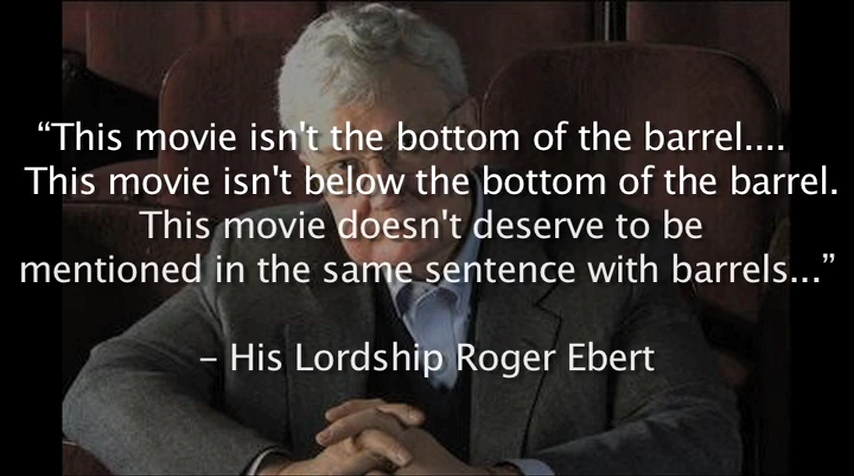 “This movie isn't the bottom of the barrel....
This movie isn't below the bottom of the barrel.
This movie doesn't deserve to be
mentioned in the same sentence with barrels...”
– His Lordship Roger Ebert